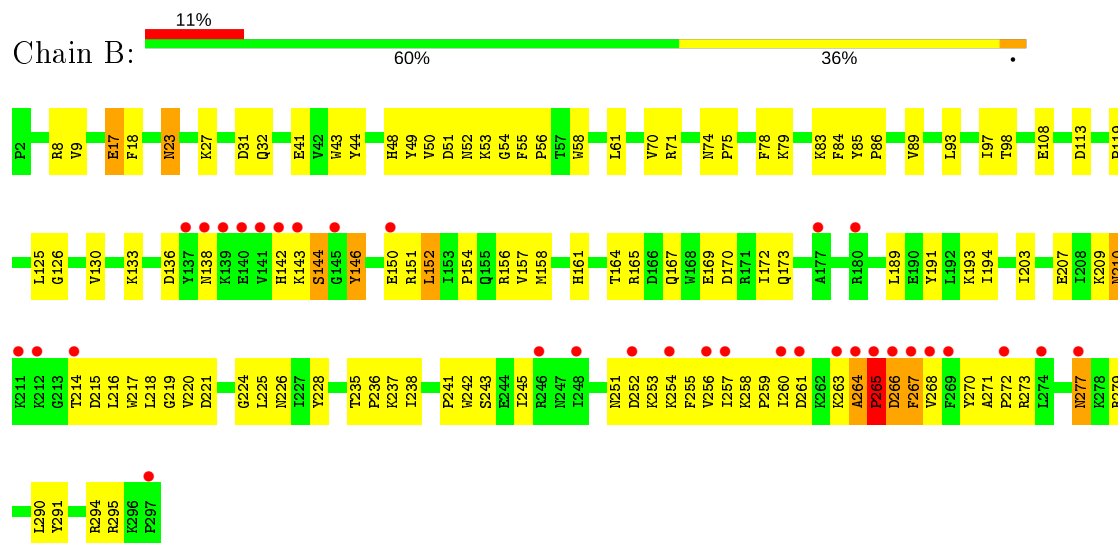 11%
Chain B:
60% 36% •
P2 R8 V9 E17 F18 N23 K27 D31 Q32 E41 V42 W43 Y44 H48 Y49 V50 D51 N52 K53 G54 F55 P56 T57 W58 L61 V70 R71 N74 P75 F78 K79 K83 F84 Y85 P86 V89 L93 I97 T98 E108 D113
L125 G126 V130 K133 D136 Y137 N138 K139 E140 V141 H142 K143 S144 G145 Y146 E150 R151 L152 I153 P154 Q155 R156 V157 M158 H161 T164 R165 D166 Q167 W168 E169 D170 R171 I172 Q173 A177 R180 L189 E190 Y191 L192 K193 I194 I203 E207 I208 K209 N210
K211 K212 G213 T214 D215 L216 W217 L218 G219 V220 D221 G224 L225 N226 I227 Y228 T235 P236 K237 I238 P241 W242 S243 E244 I245 R246 N247 I248 N251 D252 K253 K254 F255 V256 I257 K258 P259 I260 D261 K262 K263 A264 P265 D266 F267 V268 F269 Y270 A271 P272 R273 L274 N277 K278
L290 Y291 R294 R295 K296 P297